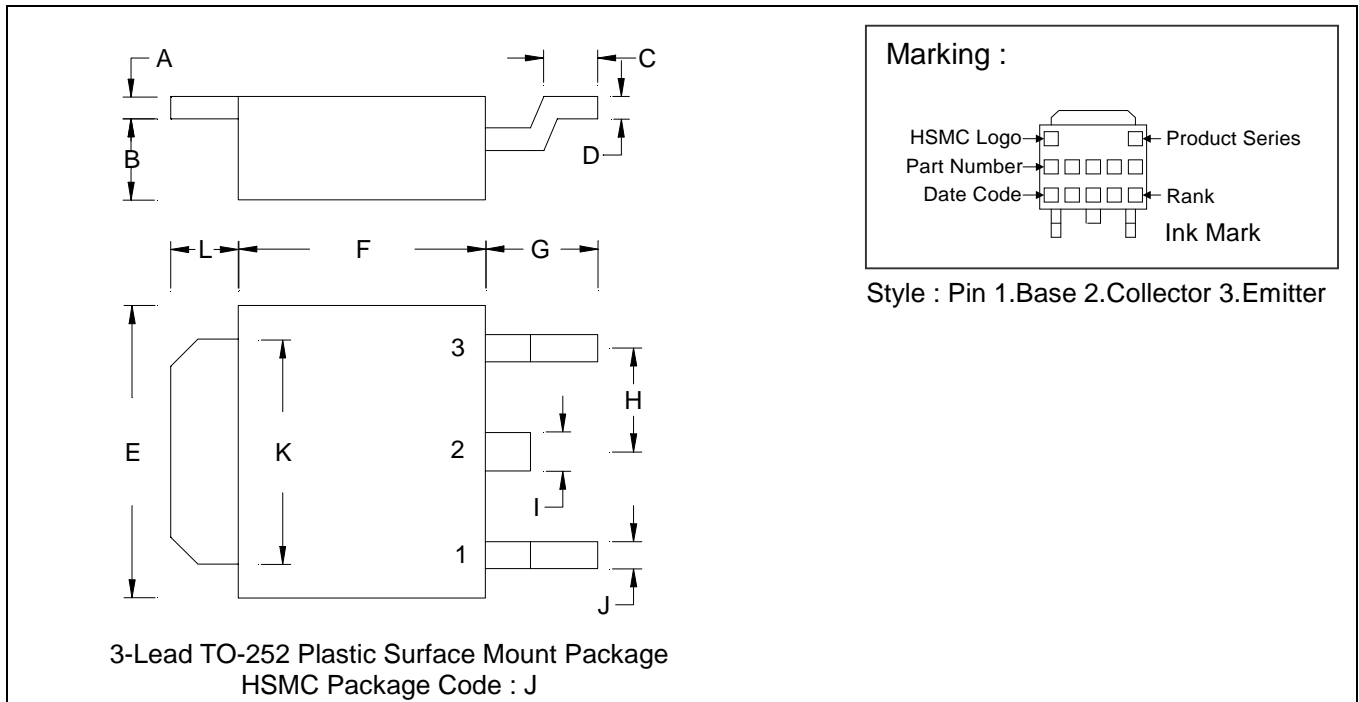 A
C
B
D
L
F
G
3
H
E
K
2
I
1
J
3-Lead TO-252 Plastic Surface Mount Package
HSMC Package Code : J
Marking :
HSMC Logo
Product Series
Part Number
Date Code
Rank
Ink Mark
Style : Pin 1.Base 2.Collector 3.Emitter